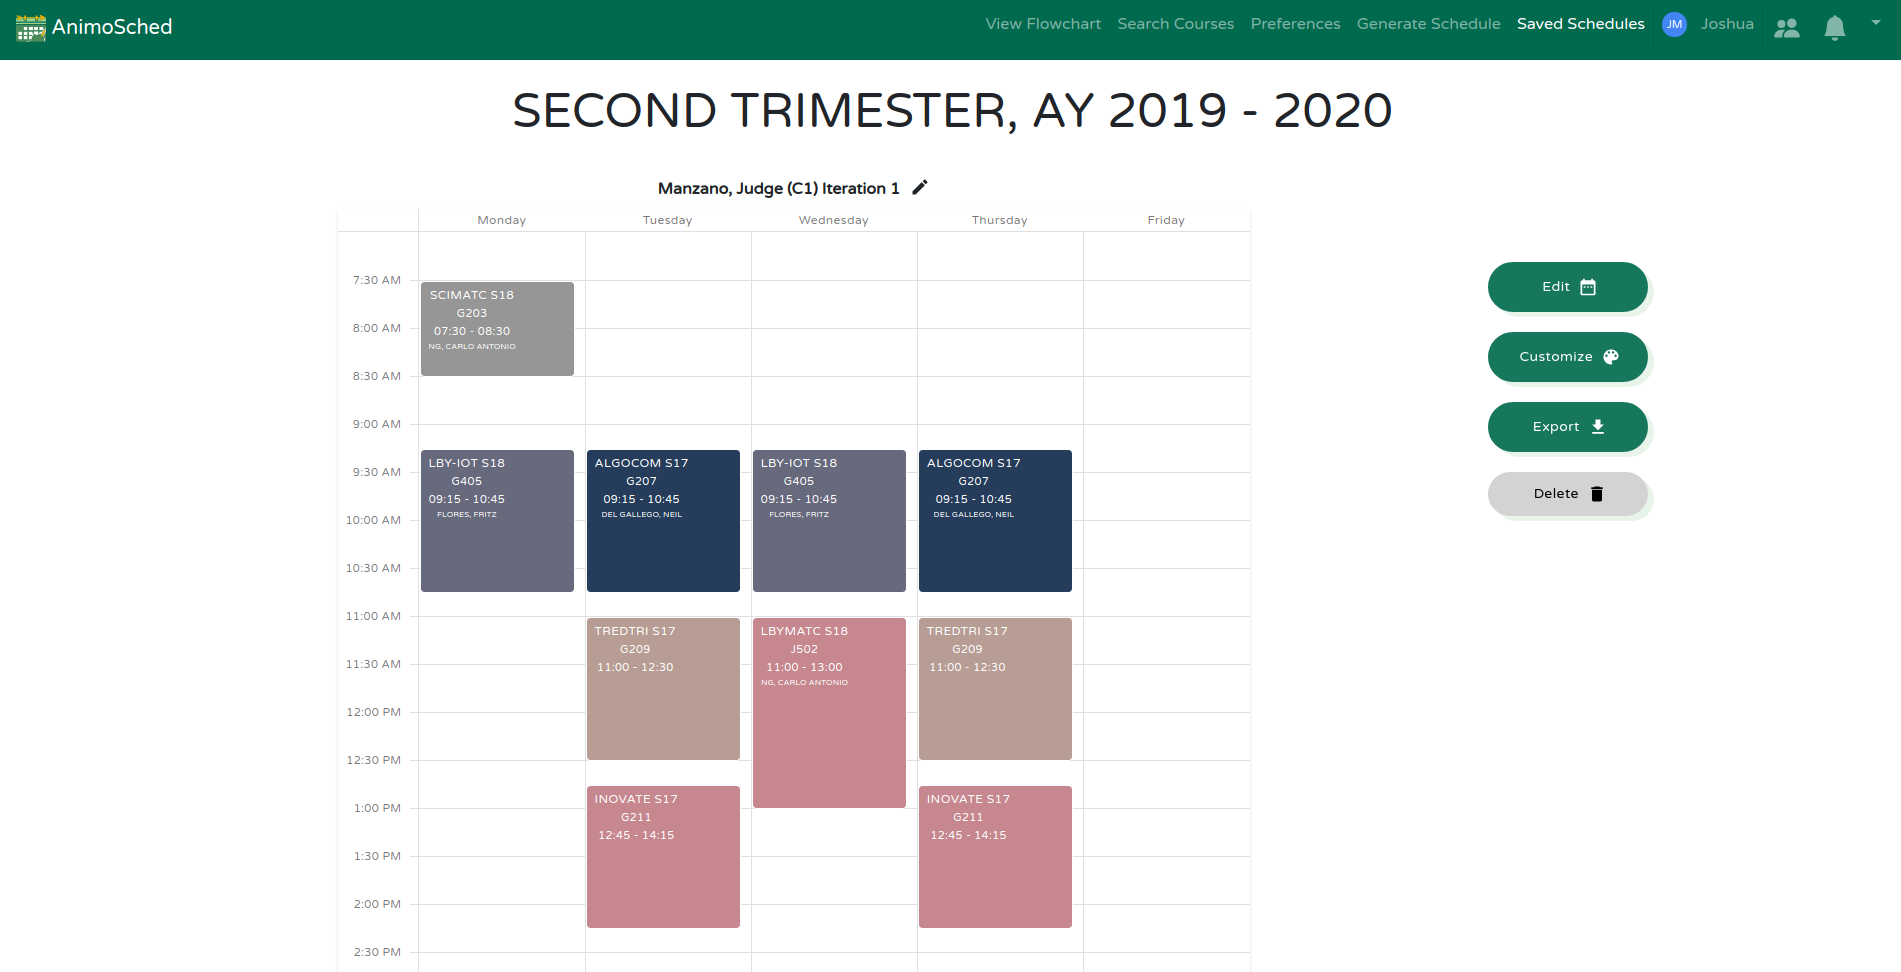 AnimoSched
View Flowchart Search Courses Preferences Generate Schedule Saved Schedules JM Joshua
SECOND TRIMESTER, AY 2019 - 2020
Manzano, Judge (C1) Iteration 1
Monday Tuesday Wednesday Thursday Friday
7:30 AM
8:00 AM
8:30 AM
9:00 AM
9:30 AM
10:00 AM
10:30 AM
11:00 AM
11:30 AM
12:00 PM
12:30 PM
1:00 PM
1:30 PM
2:00 PM
2:30 PM
SCIMATC S18
G203
07:30 - 08:30
NG, CARLO ANTONIO
LBY-IOT S18
G405
09:15 - 10:45
FLORES, FRITZ
ALGOCOM S17
G207
09:15 - 10:45
DEL GALLEGO, NEIL
TREDTRI S17
G209
11:00 - 12:30
INOVATE S17
G211
12:45 - 14:15
LBY-IOT S18
G405
09:15 - 10:45
FLORES, FRITZ
LBYMATC S18
J502
11:00 - 13:00
NG, CARLO ANTONIO
ALGOCOM S17
G207
09:15 - 10:45
DEL GALLEGO, NEIL
TREDTRI S17
G209
11:00 - 12:30
INOVATE S17
G211
12:45 - 14:15
Edit
Customize
Export
Delete